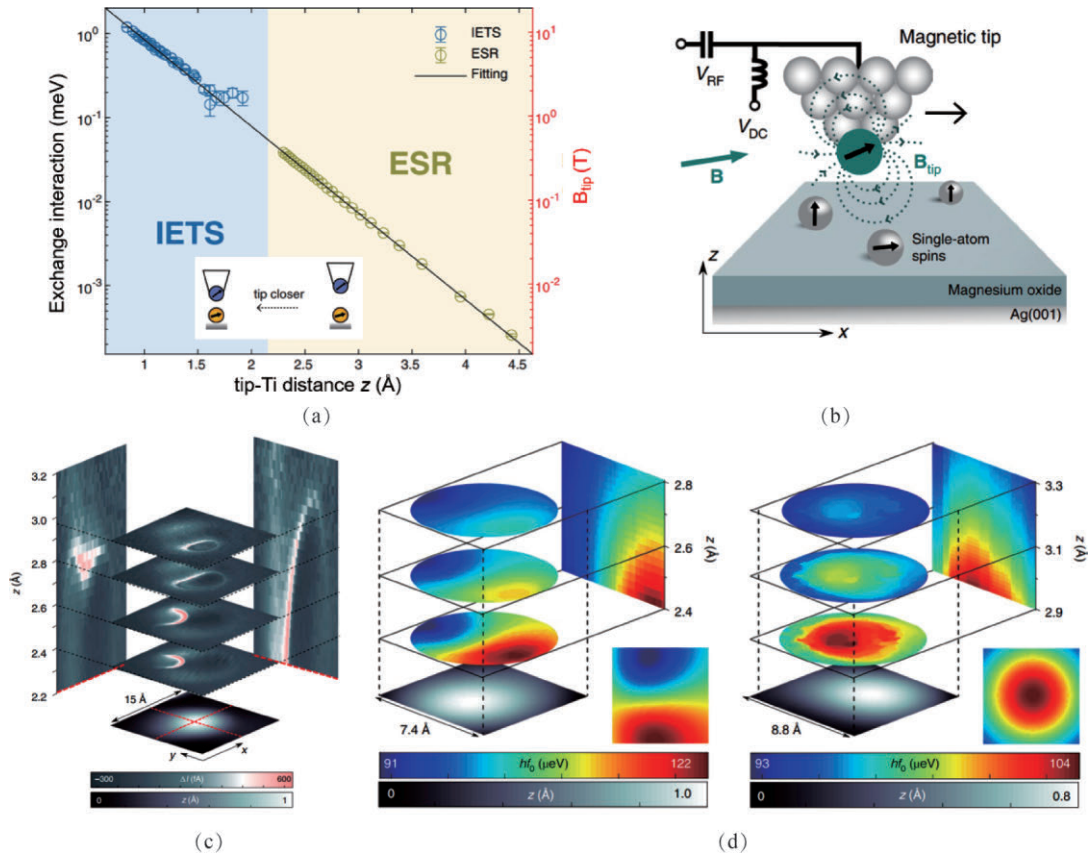 10⁰
10⁻¹
10⁻²
10⁻³
Exchange interaction (meV)
IETS
ESR
Fitting
ESR
IETS
tip closer
10¹
10⁰
10⁻¹
10⁻²
B_tip (T)
1 1.5 2 2.5 3 3.5 4 4.5
tip-Ti distance z (Å)
(a)
Magnetic tip
V_RF
V_DC
B
B_tip
Single-atom
spins
z
Magnesium oxide
Ag(001)
x
(b)
3.2
3.0
2.8
2.6
2.4
2.2
z (Å)
15 Å
y
x
−300 ΔI (fA) 600
0 z (Å) 1
(c)
2.8
2.6
2.4
z (Å)
7.4 Å
91 hf₀ (μeV) 122
0 z (Å) 1.0
3.3
3.1
2.9
z (Å)
8.8 Å
93 hf₀ (μeV) 104
0 z (Å) 0.8
(d)